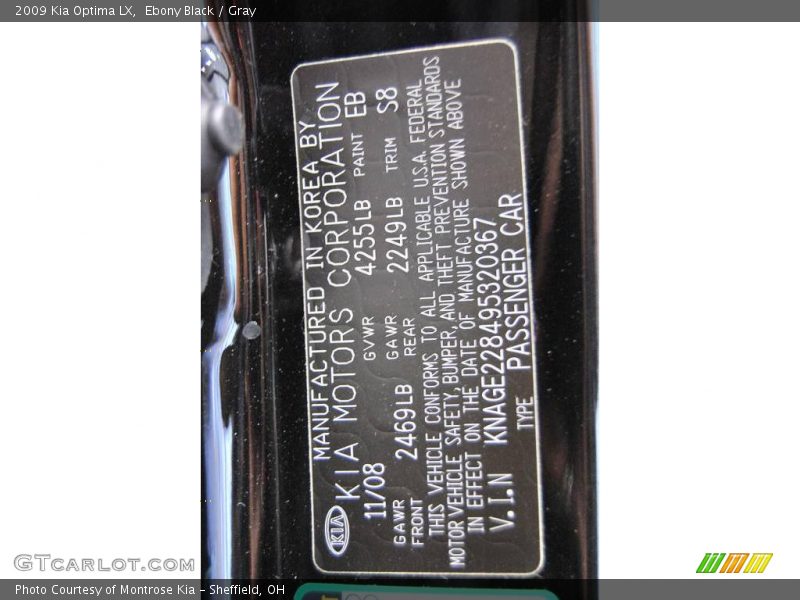 2009 Kia Optima LX,  Ebony Black / Gray
MANUFACTURED IN KOREA BY
KIA KIA MOTORS CORPORATION
11/08 GVWR 4255LB PAINT EB
GAWR FRONT 2469LB GAWR REAR 2249LB TRIM S8
THIS VEHICLE CONFORMS TO ALL APPLICABLE U.S.A. FEDERAL
MOTOR VEHICLE SAFETY, BUMPER, AND THEFT PREVENTION STANDARDS
IN EFFECT ON THE DATE OF MANUFACTURE SHOWN ABOVE
V.I.N KNAGE228495320367
TYPE PASSENGER CAR
GTCARLOT.COM
Photo Courtesy of Montrose Kia – Sheffield, OH